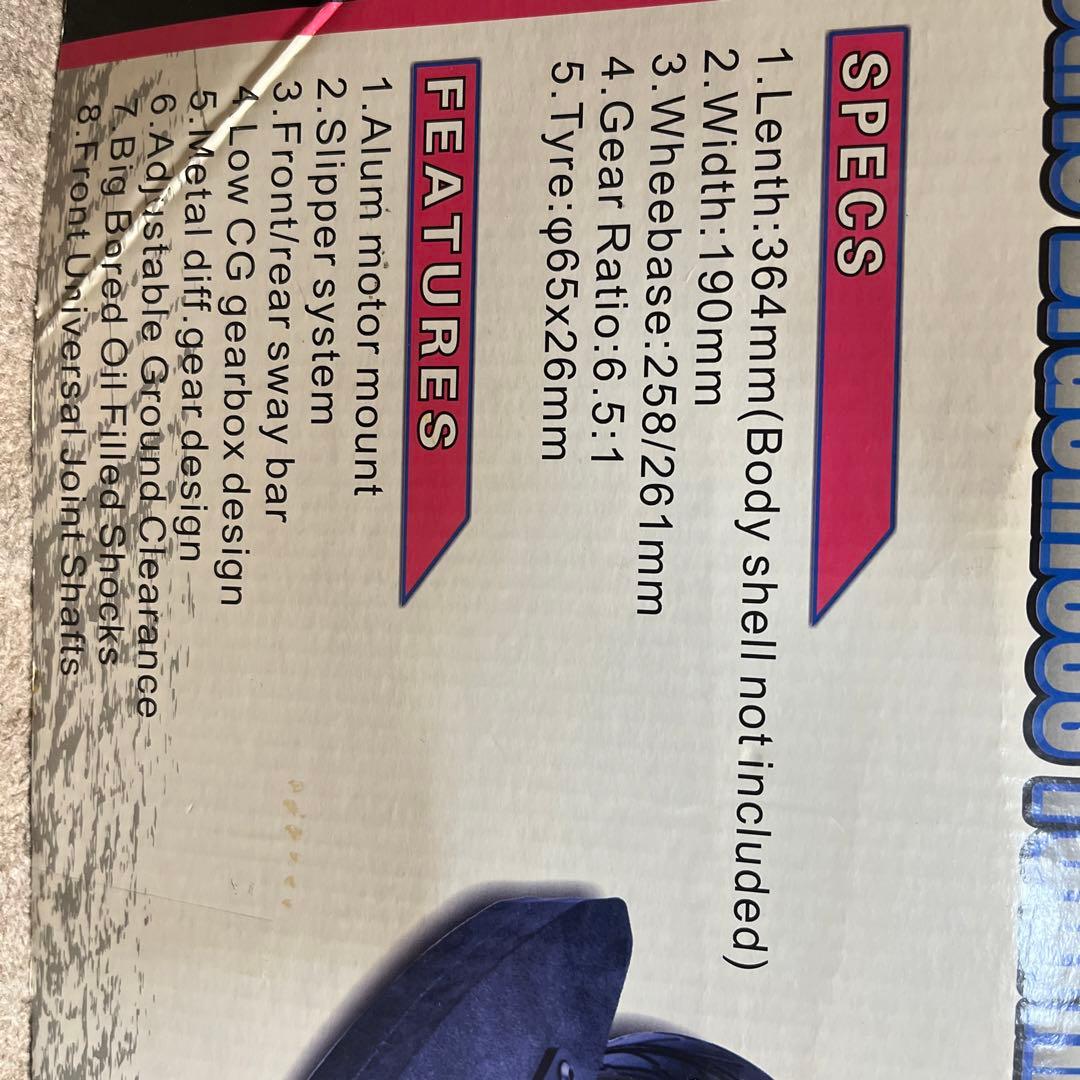 SPECS
1.Lenth:364mm(Body shell not included)
2.Width:190mm
3.Wheebase:258/261mm
4.Gear Ratio:6.5:1
5.Tyre:φ65x26mm
FEATURES
1.Alum motor mount
2.Slipper system
3.Front/rear sway bar
4.Low CG gearbox design
5.Metal diff.gear design
6.Adjustable Ground Clearance
7.Big Bored Oil Filled Shocks
8.Front Universal Joint Shafts